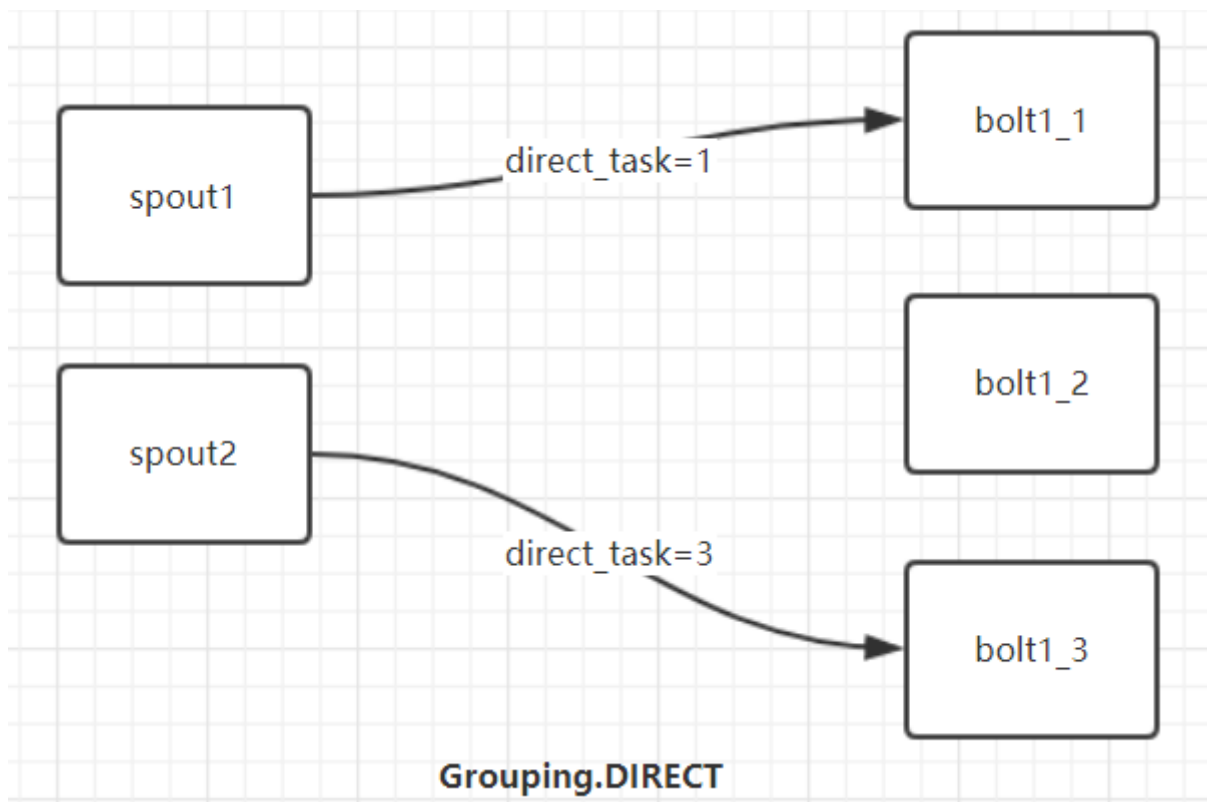 bolt1_1
direct_task=1
spout1
bolt1_2
spout2
direct_task=3
bolt1_3
Grouping.DIRECT